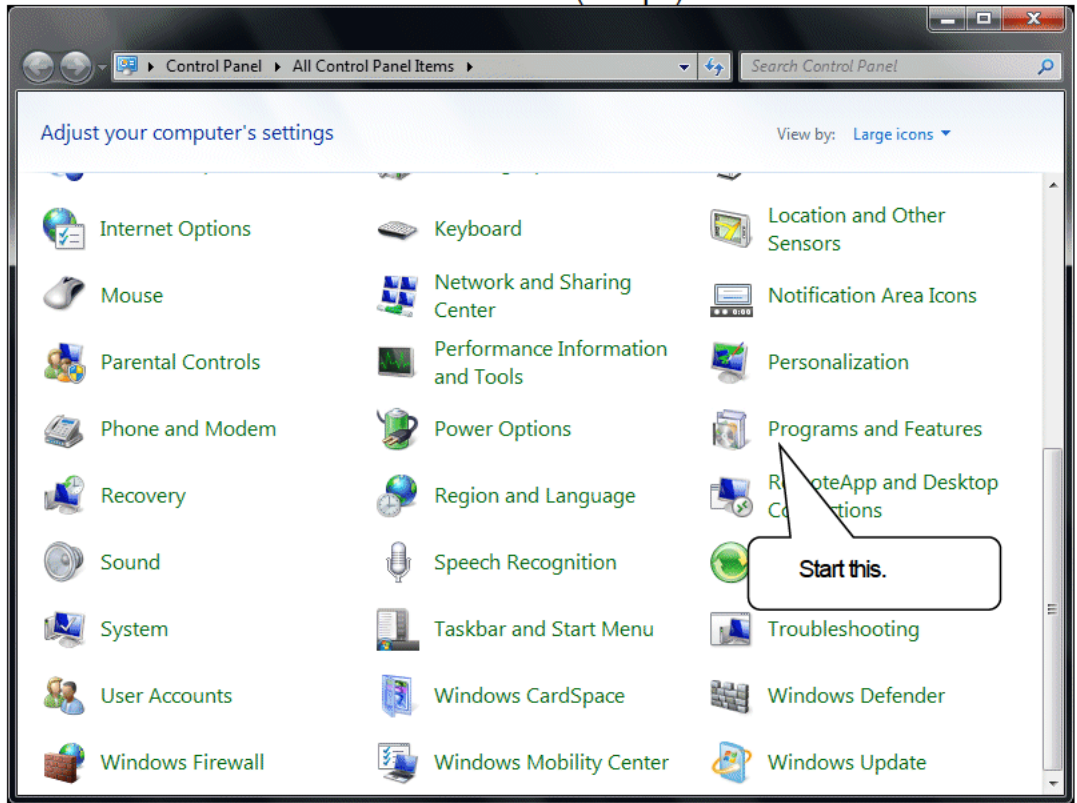 Control Panel ▸ All Control Panel Items ▸
Search Control Panel
Adjust your computer's settings
View by: Large icons
Internet Options
Keyboard
Location and Other
Sensors
Mouse
Network and Sharing
Center
Notification Area Icons
Parental Controls
Performance Information
and Tools
Personalization
Phone and Modem
Power Options
Programs and Features
Recovery
Region and Language
and Desktop
Sound
Speech Recognition
Start this.
System
Taskbar and Start Menu
Troubleshooting
User Accounts
Windows CardSpace
Windows Defender
Windows Firewall
Windows Mobility Center
Windows Update